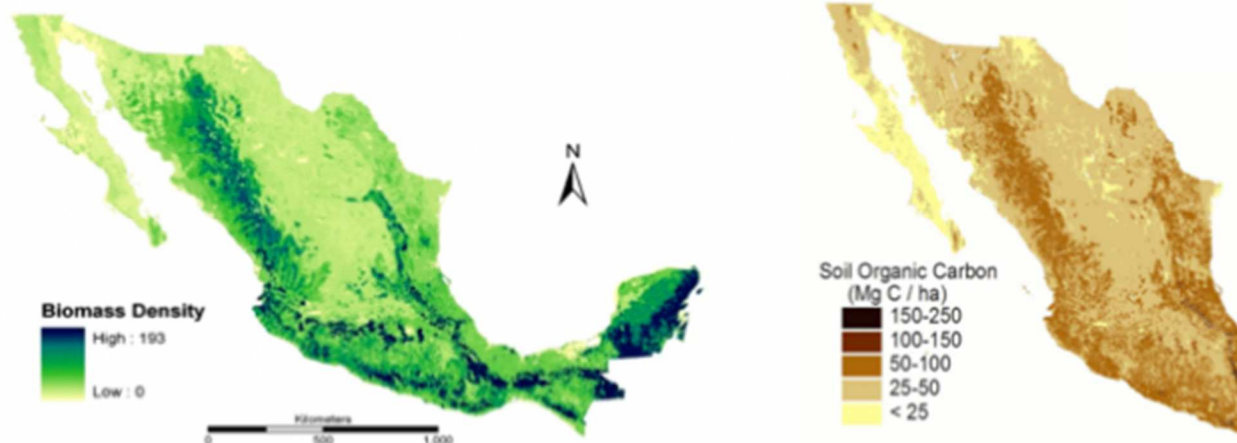 N
Biomass Density
High : 193
Low : 0
Kilometers
0 500 1,000
Soil Organic Carbon
(Mg C / ha)
150-250
100-150
50-100
25-50
< 25